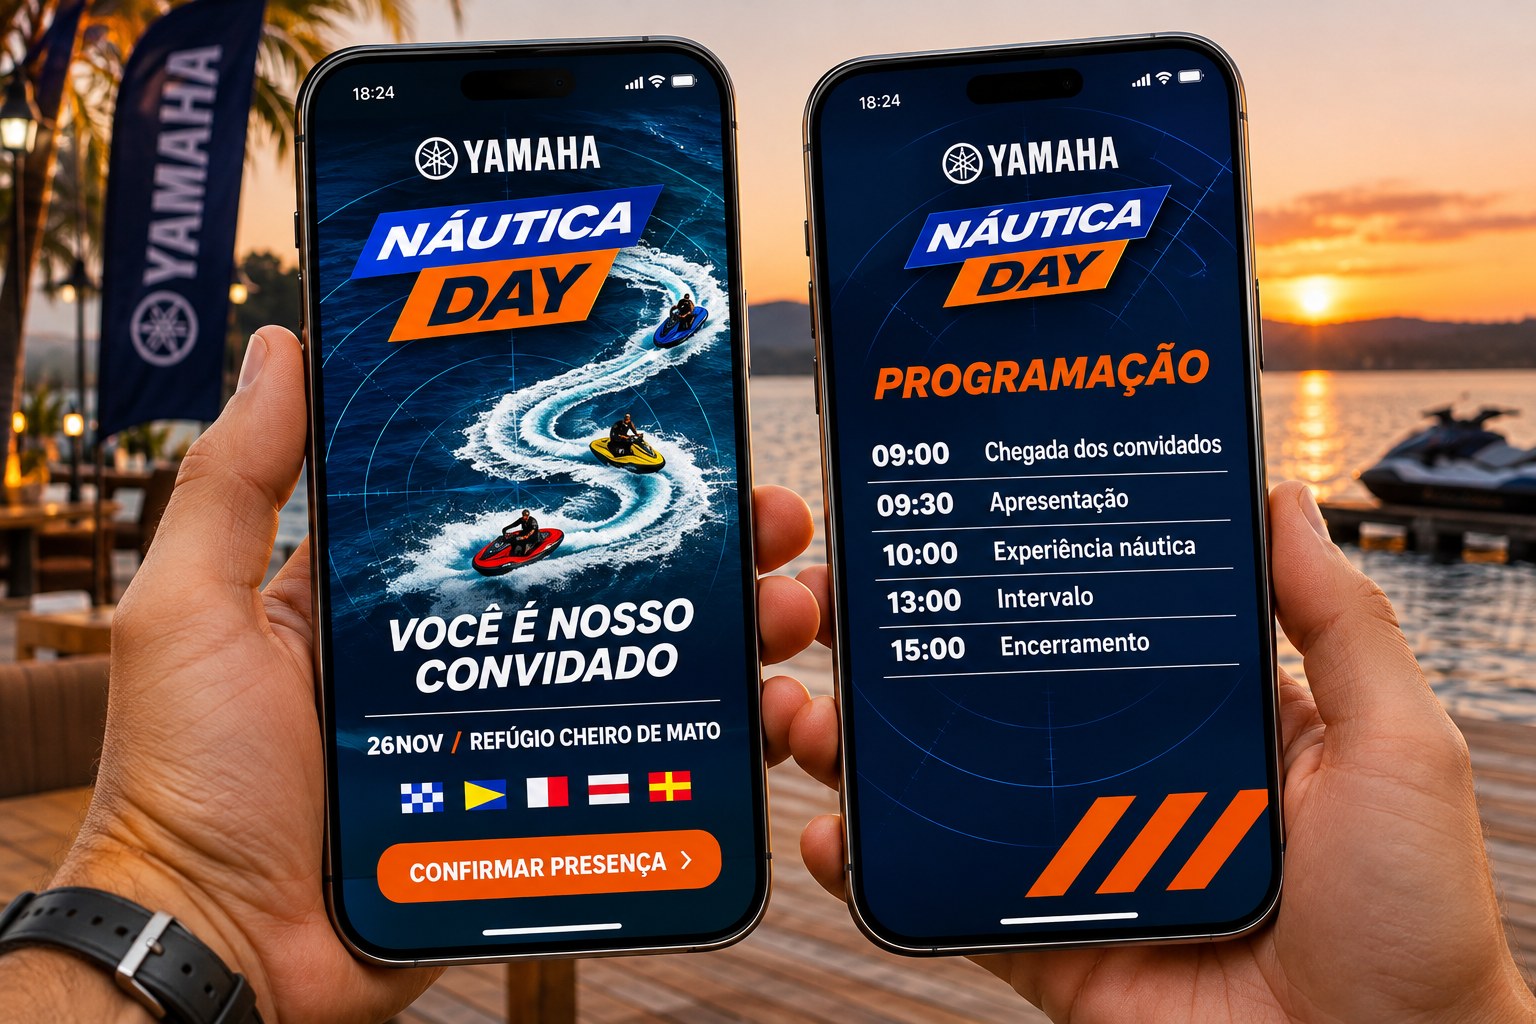 YAMAHA
18:24
YAMAHA
NÁUTICA
DAY
VOCÊ É NOSSO
CONVIDADO
26NOV / REFÚGIO CHEIRO DE MATO
CONFIRMAR PRESENÇA >
18:24
YAMAHA
NÁUTICA
DAY
PROGRAMAÇÃO
09:00 Chegada dos convidados
09:30 Apresentação
10:00 Experiência náutica
13:00 Intervalo
15:00 Encerramento